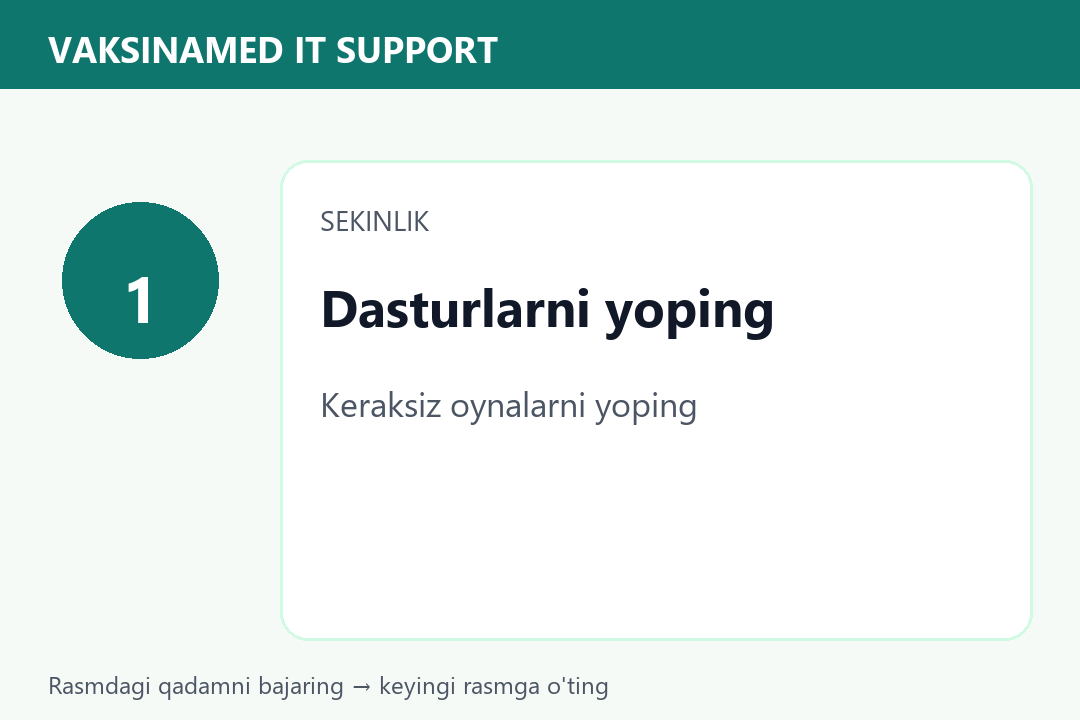 VAKSINAMED IT SUPPORT
1
SEKINLIK
Dasturlarni yoping
Keraksiz oynalarni yoping
Rasmdagi qadamni bajaring → keyingi rasmga o'ting